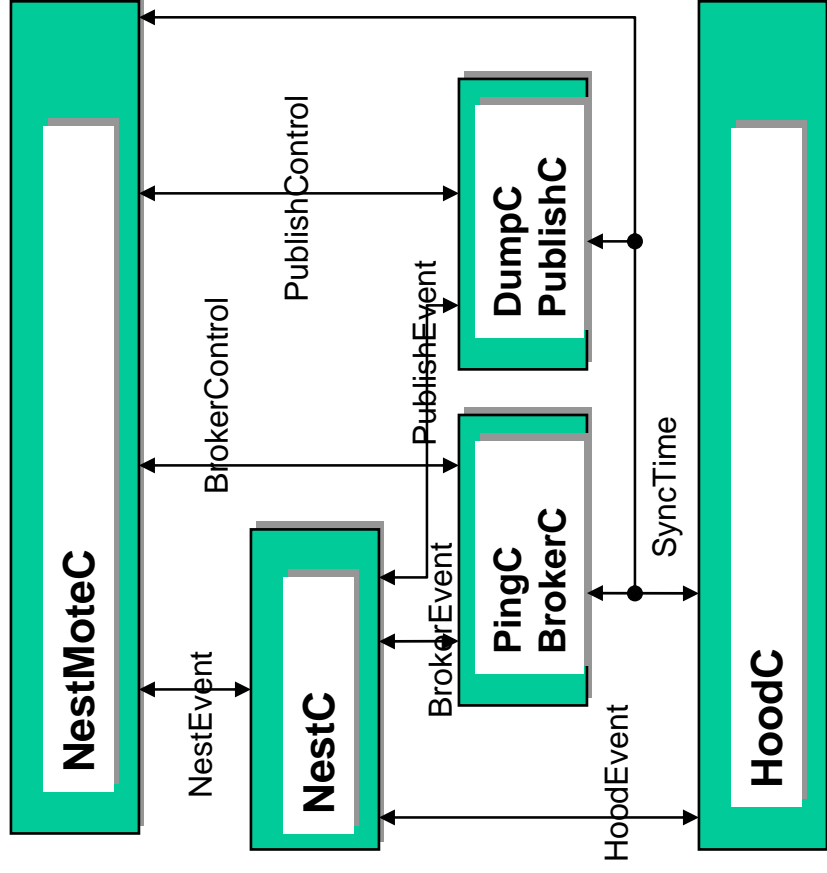 NestMoteC
NestEvent
BrokerControl
PublishControl
NestC
BrokerEvent
PublishEvent
PingC
BrokerC
DumpC
PublishC
HoodEvent
SyncTime
HoodC